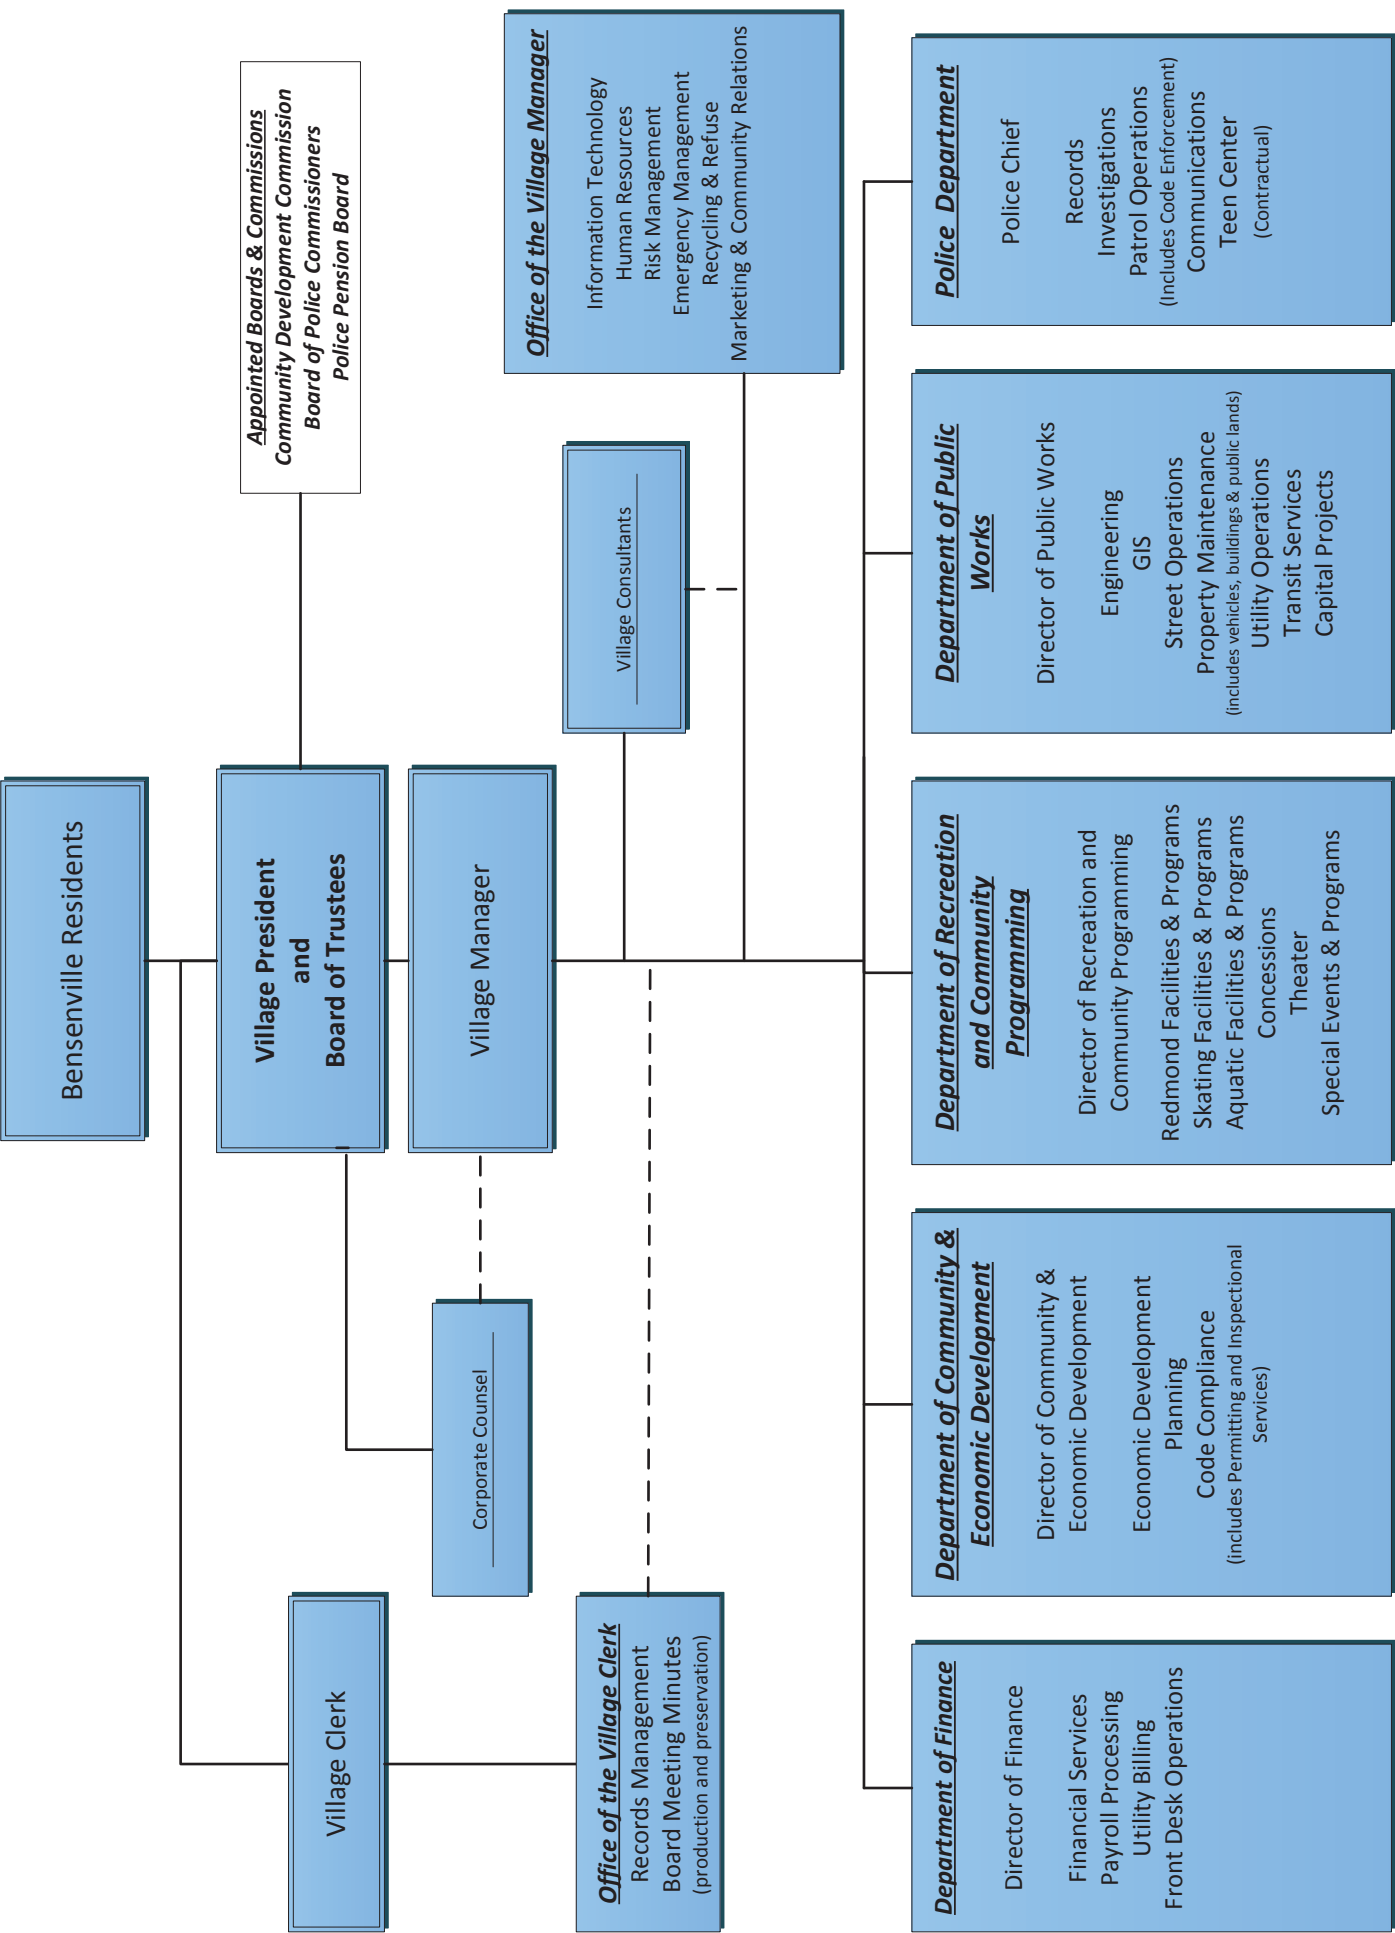 Bensenville Residents
Appointed Boards & Commissions
Community Development Commission
Board of Police Commissioners
Police Pension Board
Village President
and
Board of Trustees
Village Clerk
Village Manager
Corporate Counsel
Village Consultants
Office of the Village Manager
Information Technology
Human Resources
Risk Management
Emergency Management
Recycling & Refuse
Marketing & Community Relations
Office of the Village Clerk
Records Management
Board Meeting Minutes
(production and preservation)
Department of Finance
Director of Finance
Financial Services
Payroll Processing
Utility Billing
Front Desk Operations
Department of Community &
Economic Development
Director of Community &
Economic Development
Economic Development
Planning
Code Compliance
(includes Permitting and Inspectional
Services)
Department of Recreation
and Community
Programming
Director of Recreation and
Community Programming
Redmond Facilities & Programs
Skating Facilities & Programs
Aquatic Facilities & Programs
Concessions
Theater
Special Events & Programs
Department of Public
Works
Director of Public Works
Engineering
GIS
Street Operations
Property Maintenance
(includes vehicles, buildings & public lands)
Utility Operations
Transit Services
Capital Projects
Police Department
Police Chief
Records
Investigations
Patrol Operations
(Includes Code Enforcement)
Communications
Teen Center
(Contractual)